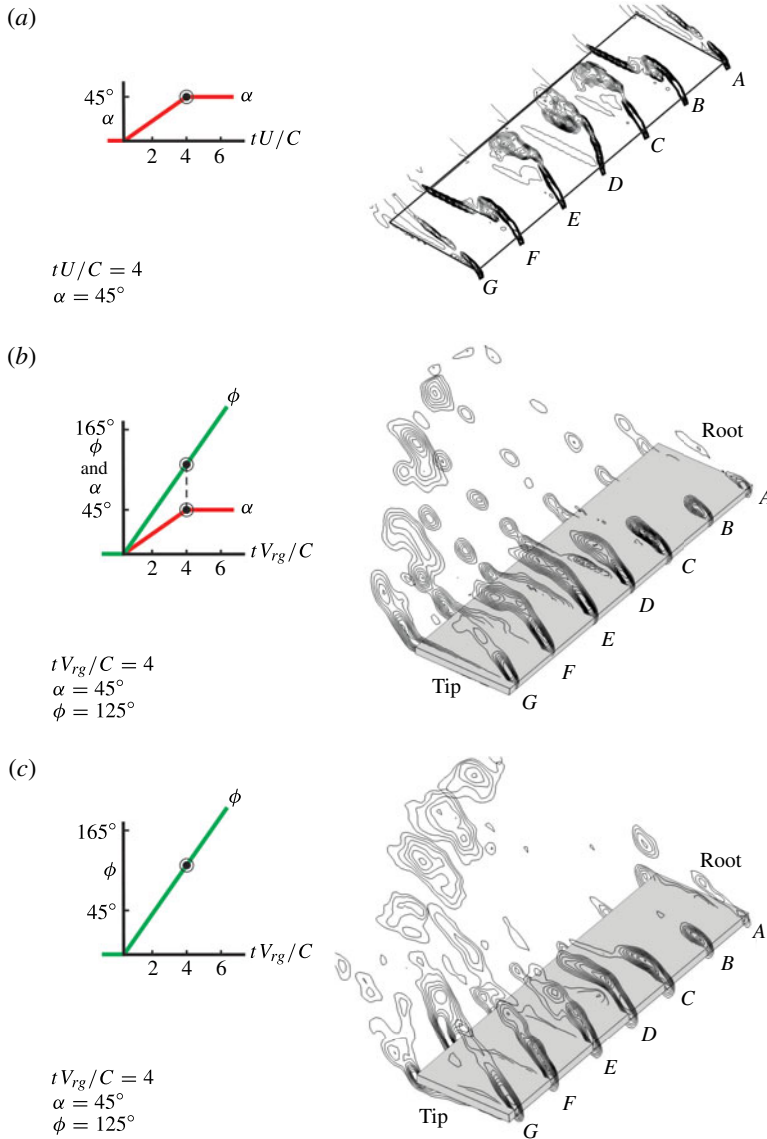 (a)
45°
α
α
2 4 6
tU/C
tU/C = 4
α = 45°
A
B
C
D
E
F
G
(b)
165°
ϕ
and
α
45°
ϕ
α
2 4 6
tV_rg/C
tV_rg/C = 4
α = 45°
ϕ = 125°
Root
A
B
C
D
E
F
G
Tip
(c)
165°
ϕ
45°
ϕ
2 4 6
tV_rg/C
tV_rg/C = 4
α = 45°
ϕ = 125°
Root
A
B
C
D
E
F
G
Tip